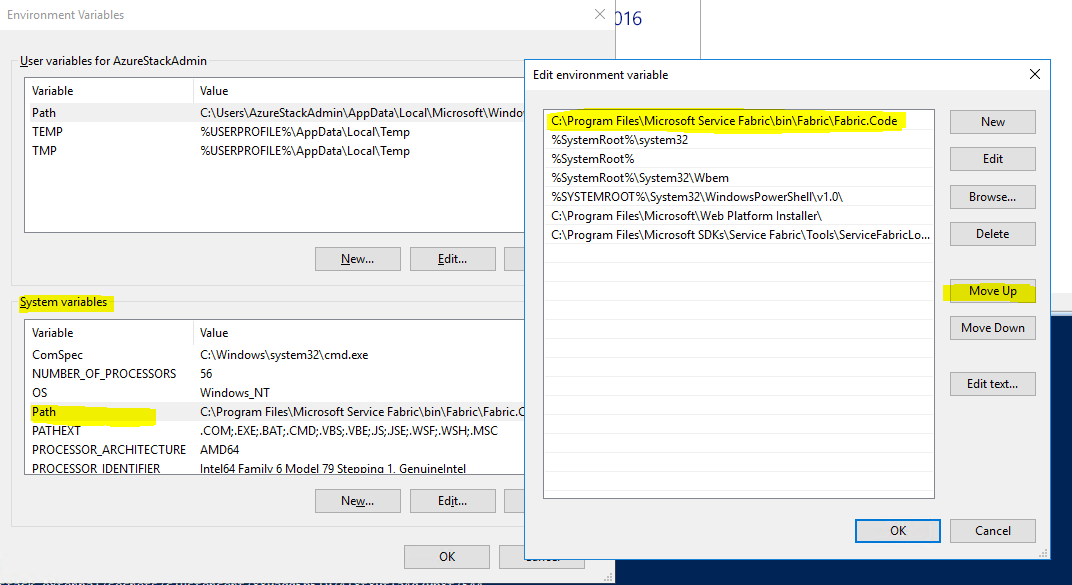 Environment Variables
016
User variables for AzureStackAdmin
Variable Value
Path C:\Users\AzureStackAdmin\AppData\Local\Microsoft\Windo
TEMP %USERPROFILE%\AppData\Local\Temp
TMP %USERPROFILE%\AppData\Local\Temp
New... Edit...
System variables
Variable Value
ComSpec C:\Windows\system32\cmd.exe
NUMBER_OF_PROCESSORS 56
OS Windows_NT
Path C:\Program Files\Microsoft Service Fabric\bin\Fabric\Fabric.C
PATHEXT .COM;.EXE;.BAT;.CMD;.VBS;.VBE;.JS;.JSE;.WSF;.WSH;.MSC
PROCESSOR_ARCHITECTURE AMD64
PROCESSOR_IDENTIFIER Intel64 Family 6 Model 79 Stepping 1, GenuineIntel
New... Edit...
OK
Edit environment variable
C:\Program Files\Microsoft Service Fabric\bin\Fabric\Fabric.Code
%SystemRoot%\system32
%SystemRoot%
%SystemRoot%\System32\Wbem
%SYSTEMROOT%\System32\WindowsPowerShell\v1.0\
C:\Program Files\Microsoft\Web Platform Installer\
C:\Program Files\Microsoft SDKs\Service Fabric\Tools\ServiceFabricLo...
New
Edit
Browse...
Delete
Move Up
Move Down
Edit text...
OK Cancel